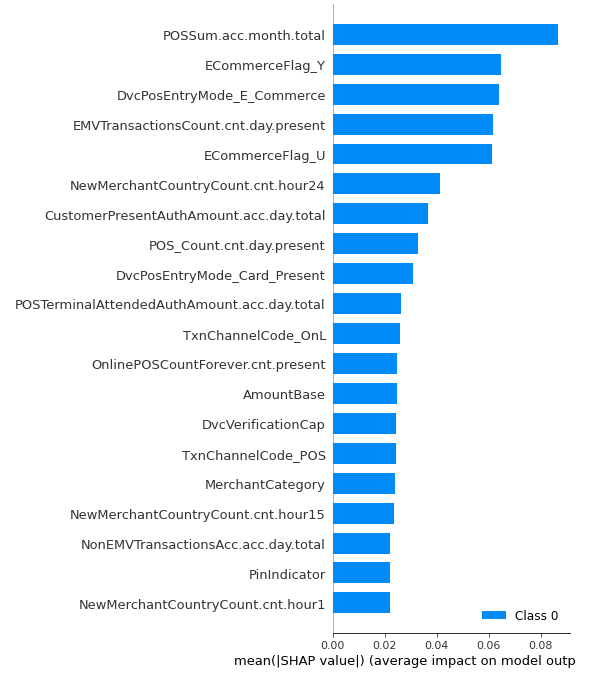 POSSum.acc.month.total
ECommerceFlag_Y
DvcPosEntryMode_E_Commerce
EMVTransactionsCount.cnt.day.present
ECommerceFlag_U
NewMerchantCountryCount.cnt.hour24
CustomerPresentAuthAmount.acc.day.total
POS_Count.cnt.day.present
DvcPosEntryMode_Card_Present
POSTerminalAttendedAuthAmount.acc.day.total
TxnChannelCode_OnL
OnlinePOSCountForever.cnt.present
AmountBase
DvcVerificationCap
TxnChannelCode_POS
MerchantCategory
NewMerchantCountryCount.cnt.hour15
NonEMVTransactionsAcc.acc.day.total
PinIndicator
NewMerchantCountryCount.cnt.hour1
Class 0
0.00 0.02 0.04 0.06 0.08
mean(|SHAP value|) (average impact on model outp